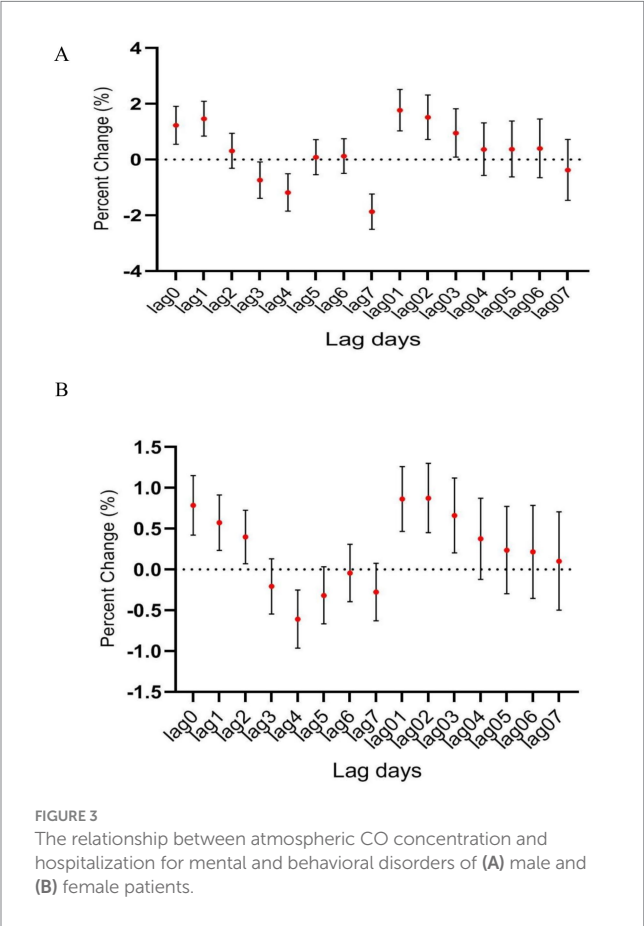 A
Percent Change (%)
4
2
0
-2
-4
lag0 lag1 lag2 lag3 lag4 lag5 lag6 lag7 lag01 lag02 lag03 lag04 lag05 lag06 lag07
Lag days
B
Percent Change (%)
1.5
1.0
0.5
0.0
-0.5
-1.0
-1.5
lag0 lag1 lag2 lag3 lag4 lag5 lag6 lag7 lag01 lag02 lag03 lag04 lag05 lag06 lag07
Lag days
FIGURE 3
The relationship between atmospheric CO concentration and
hospitalization for mental and behavioral disorders of (A) male and
(B) female patients.